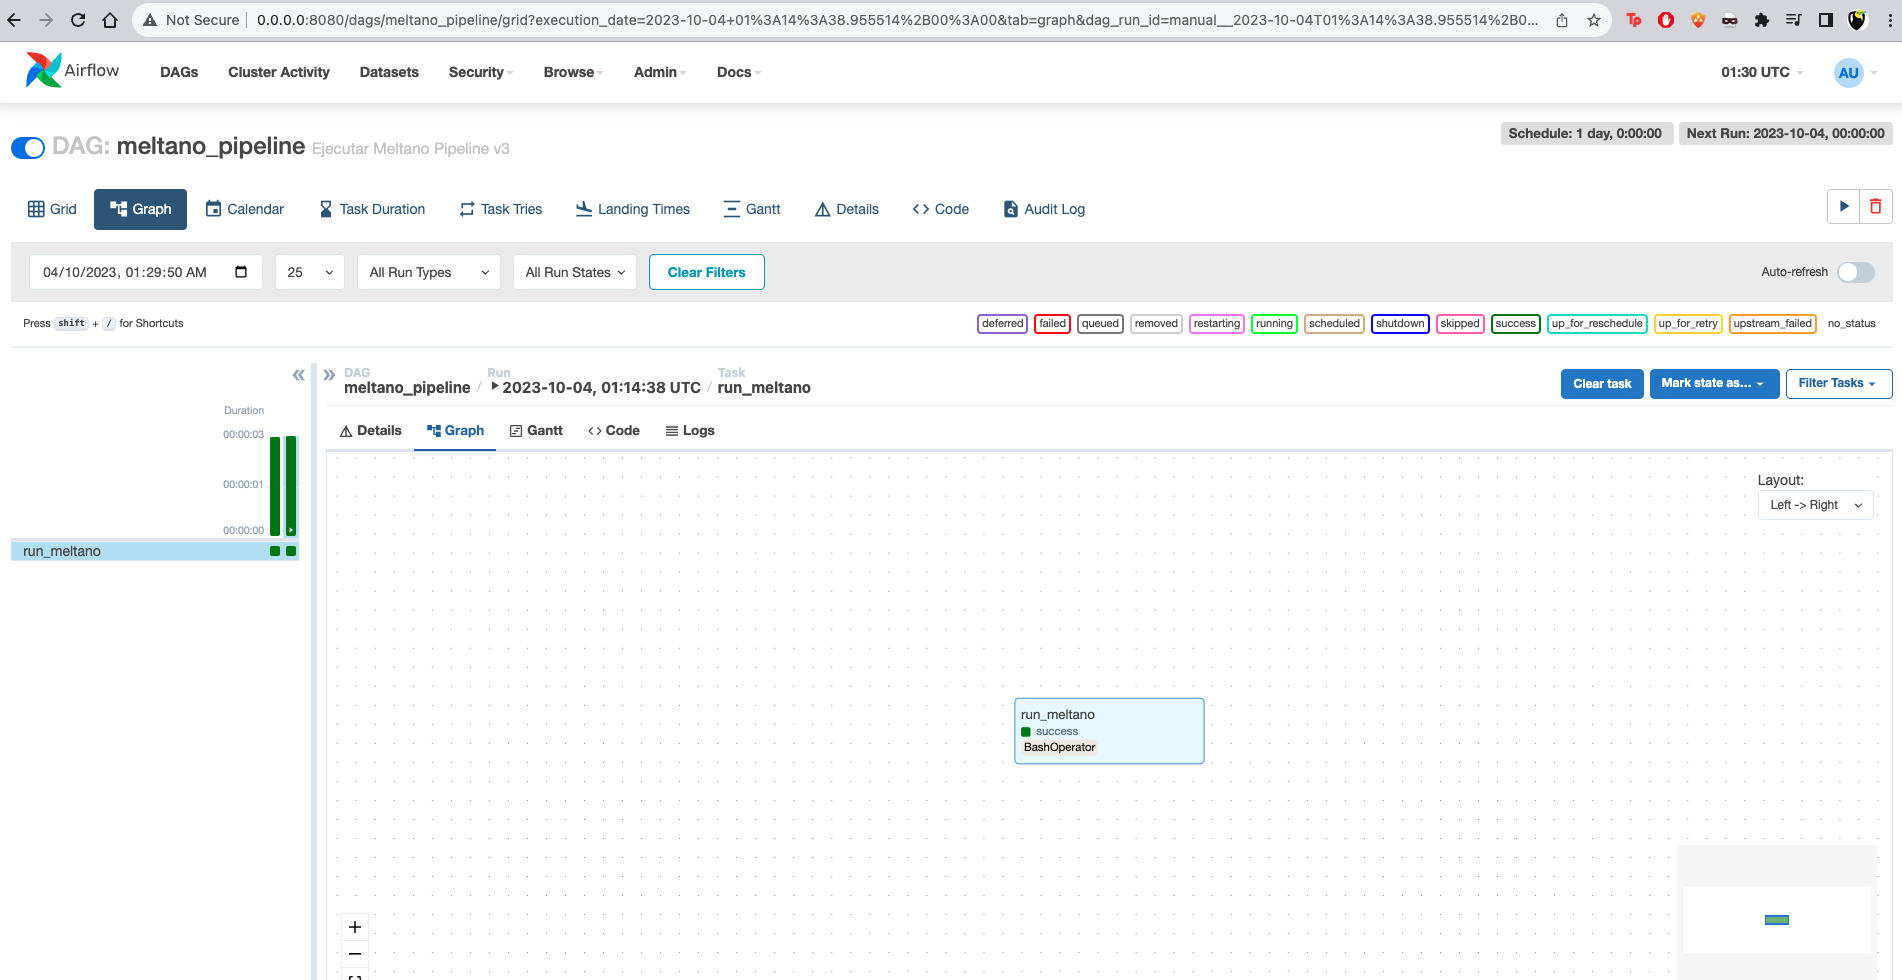 Not Secure
0.0.0.0:8080/dags/meltano_pipeline/grid?execution_date=2023-10-04+01%3A14%3A38.955514%2B00%3A00&tab=graph&dag_run_id=manual__2023-10-04T01%3A14%3A38.955514%2B0...
Airflow
DAGs
Cluster Activity
Datasets
Security
Browse
Admin
Docs
01:30 UTC
AU
DAG: meltano_pipeline Ejecutar Meltano Pipeline v3
Schedule: 1 day, 0:00:00
Next Run: 2023-10-04, 00:00:00
Grid
Graph
Calendar
Task Duration
Task Tries
Landing Times
Gantt
Details
Code
Audit Log
04/10/2023, 01:29:50 AM
25
All Run Types
All Run States
Clear Filters
Auto-refresh
Press shift + / for Shortcuts
deferred
failed
queued
removed
restarting
running
scheduled
shutdown
skipped
success
up_for_reschedule
up_for_retry
upstream_failed
no_status
Duration
00:00:03
00:00:01
00:00:00
run_meltano
DAG
meltano_pipeline /
Run
2023-10-04, 01:14:38 UTC /
Task
run_meltano
Clear task
Mark state as...
Filter Tasks
Details
Graph
Gantt
Code
Logs
Layout:
Left -> Right
run_meltano
success
BashOperator